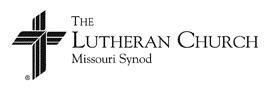 THE
LUTHERAN CHURCH
Missouri Synod
®